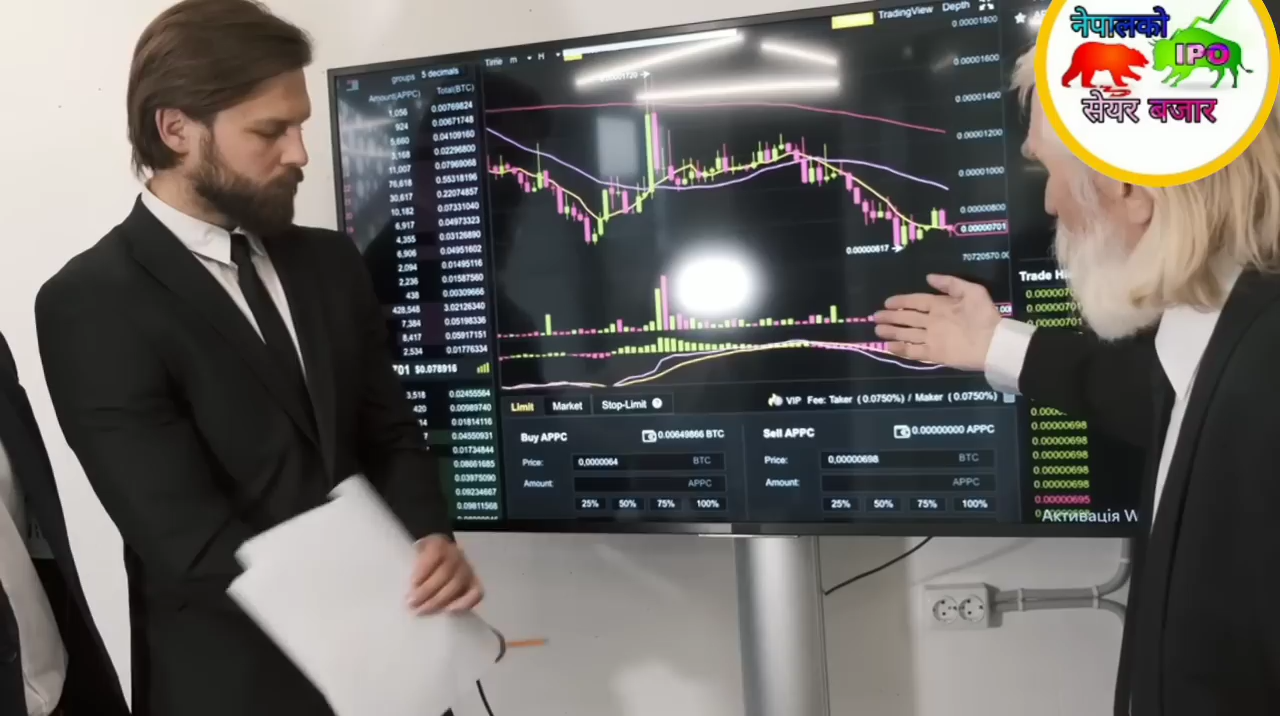 नेपालको
IPO
सेयर बजार
groups 5 decimals
Amount(APPC) Total(BTC)
1,056 0.00769824
924 0.00671748
5,660 0.04109160
3,168 0.02296800
11,007 0.07969068
76,618 0.55318196
30,617 0.22074857
10,182 0.07331040
6,917 0.04973323
4,355 0.03126890
6,906 0.04951602
2,094 0.01495116
2,236 0.01587560
438 0.00309666
428,548 3.02126340
7,384 0.05198336
8,417 0.05917151
2,534 0.01776334
701 $0.078916
3,518 0.02455564
420 0.00989740
0.01814116
0.04550931
0.01734844
0.08661685
0.03975090
0.09234667
0.09811568
Time m H
TradingView Depth
0.00001800
0.00001600
0.00001400
0.00001200
0.00001000
0.00000800
0.00000701
0.00000617
70720570.00
Trade
0.0000070
0.0000070
0.00000701
Limit Market Stop-Limit ?
VIP Fee: Taker (0.0750%) / Maker (0.0750%)
Buy APPC 0.00649866 BTC
Price: 0,0000064 BTC
Amount: APPC
25% 50% 75% 100%
Sell APPC 0.00000000 APPC
Price: 0,00000698 BTC
Amount: APPC
25% 50% 75% 100%
0.00000698
0.00000698
0.00000698
0.00000698
0.00000698
0.00000695
Активація W